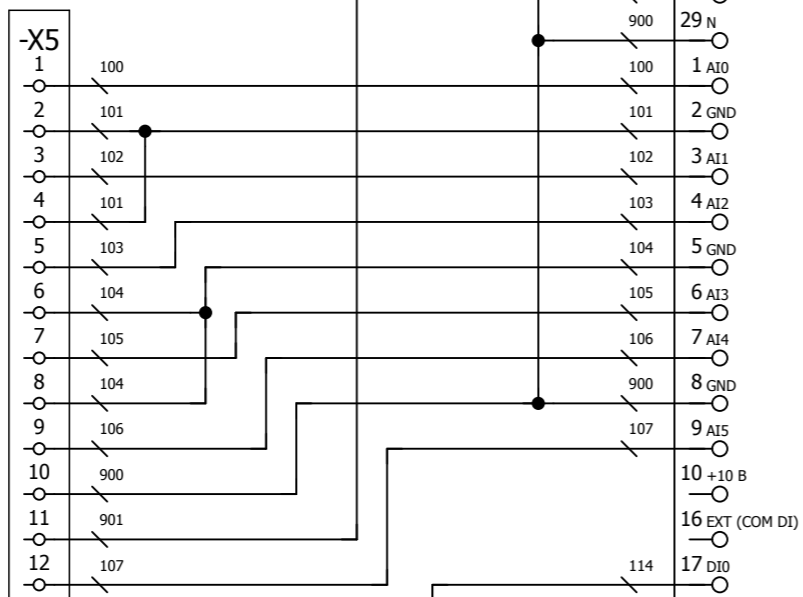 900 29 N
-X5
1 100 100 1 AI0
2 101 101 2 GND
3 102 102 3 AI1
4 101 103 4 AI2
5 103 104 5 GND
6 104 105 6 AI3
7 105 106 7 AI4
8 104 900 8 GND
9 106 107 9 AI5
10 900 10 +10 B
11 901 16 EXT (COM DI)
12 107 114 17 DI0